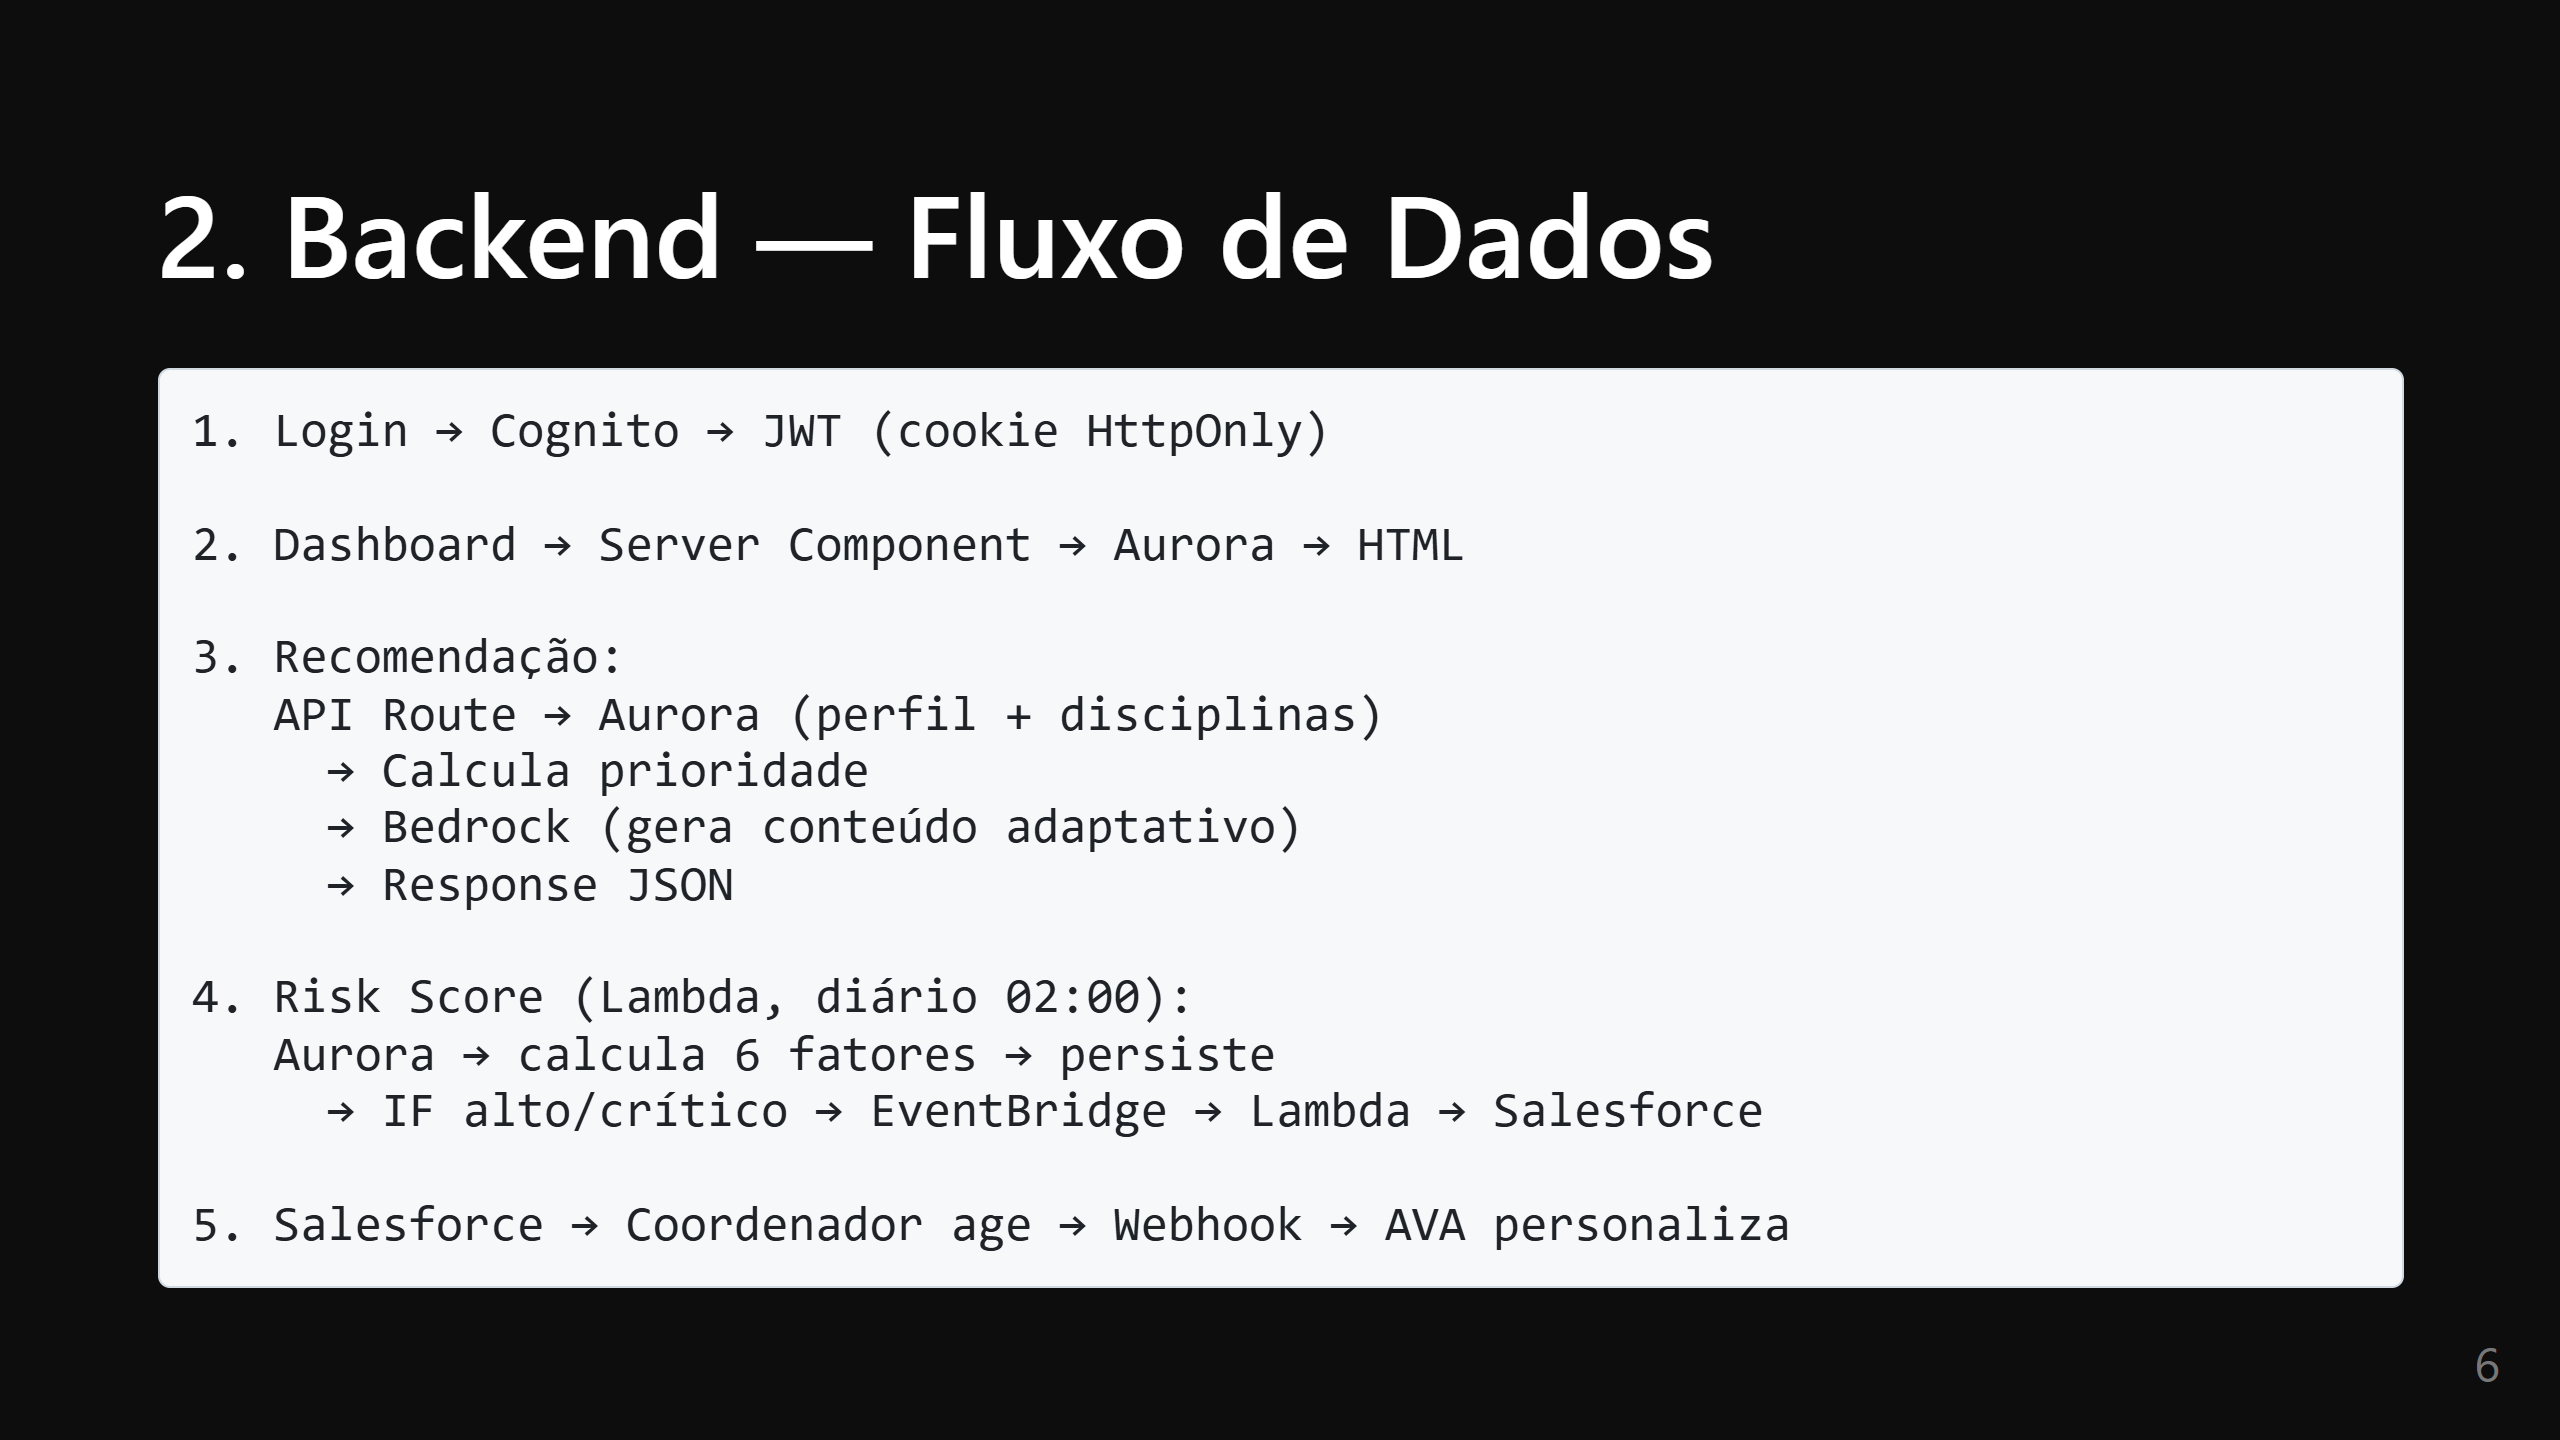 2. Backend — Fluxo de Dados
1. Login → Cognito → JWT (cookie HttpOnly)
2. Dashboard → Server Component → Aurora → HTML
3. Recomendação:
API Route → Aurora (perfil + disciplinas)
→ Calcula prioridade
→ Bedrock (gera conteúdo adaptativo)
→ Response JSON
4. Risk Score (Lambda, diário 02:00):
Aurora → calcula 6 fatores → persiste
→ IF alto/crítico → EventBridge → Lambda → Salesforce
5. Salesforce → Coordenador age → Webhook → AVA personaliza
6